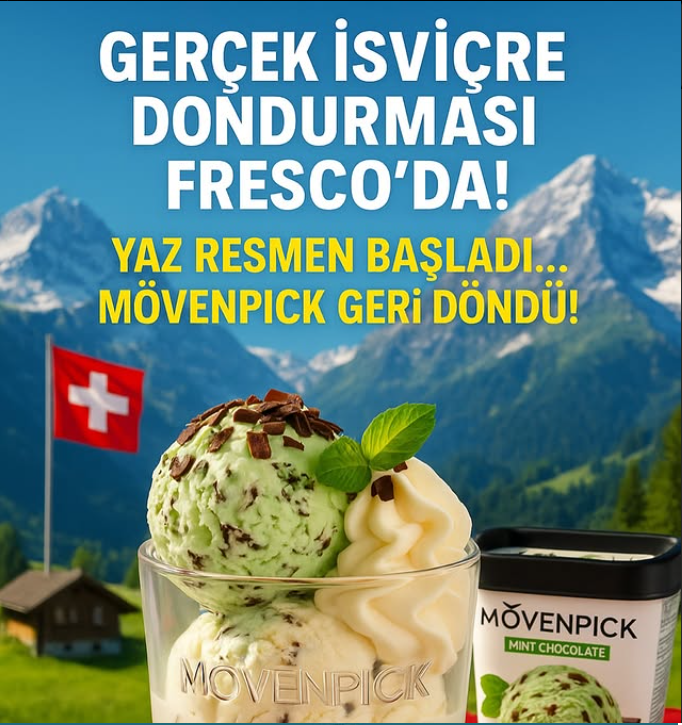 GERÇEK İSVİÇRE
DONDURMASI
FRESCO'DA!
YAZ RESMEN BAŞLADI...
MÖVENPICK GERİ DÖNDÜ!
MÖVENPICK
MINT CHOCOLATE
MÖVENPICK